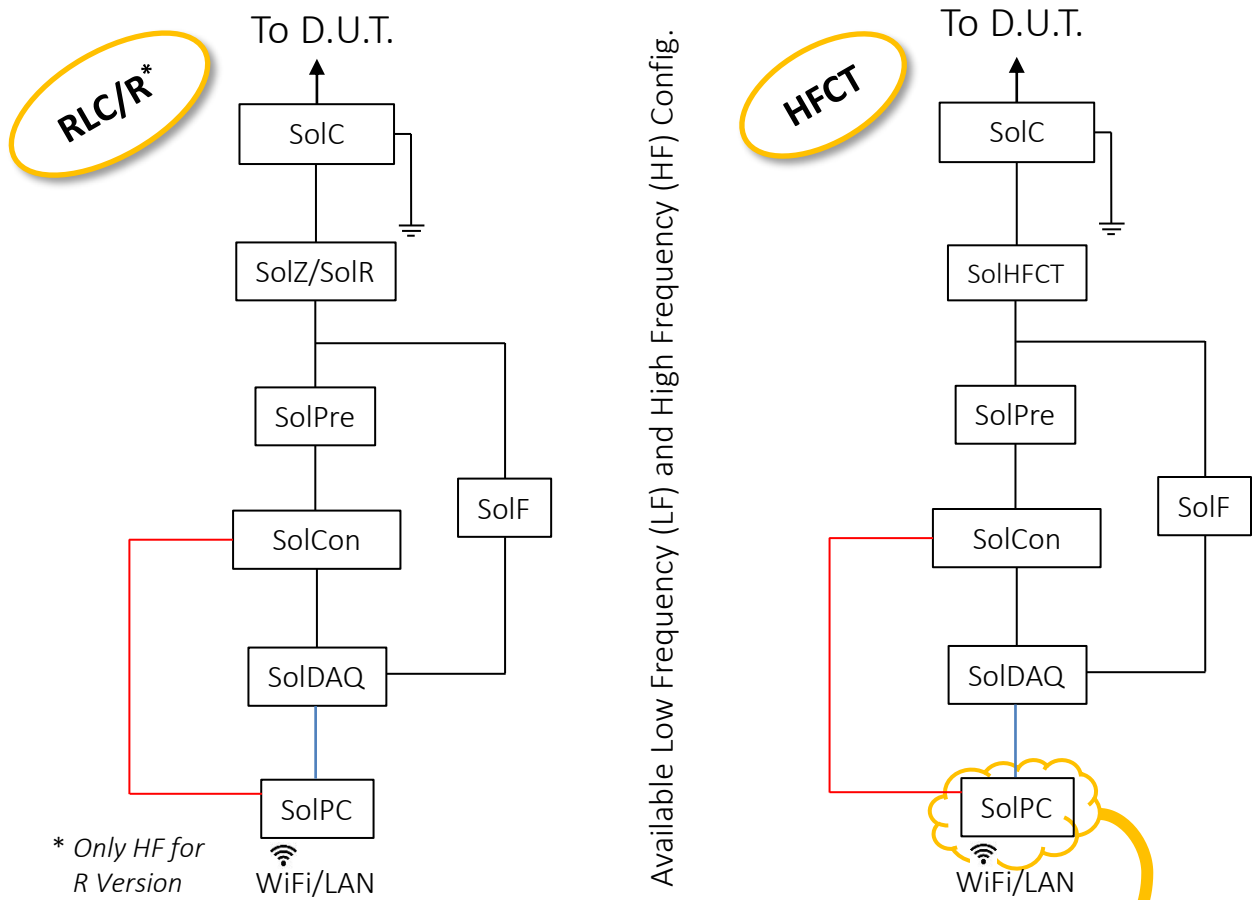 To D.U.T.
RLC/R*
SolC
SolZ/SolR
SolPre
SolF
SolCon
SolDAQ
SolPC
WiFi/LAN
* Only HF for
R Version
Available Low Frequency (LF) and High Frequency (HF) Config.
To D.U.T.
HFCT
SolC
SolHFCT
SolPre
SolF
SolCon
SolDAQ
SolPC
WiFi/LAN